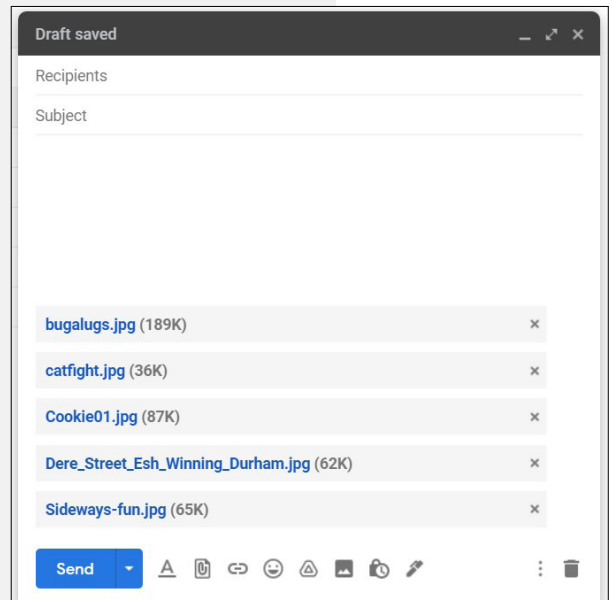 Draft saved
Recipients
Subject
bugalugs.jpg (189K)
catfight.jpg (36K)
Cookie01.jpg (87K)
Dere_Street_Esh_Winning_Durham.jpg (62K)
Sideways-fun.jpg (65K)
Send